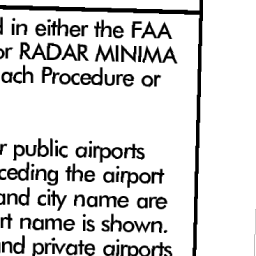 in either the FAA
or RADAR MINIMA
ach Procedure or
public airports
ceding the airport
and city name are
rt name is shown.
and private airports